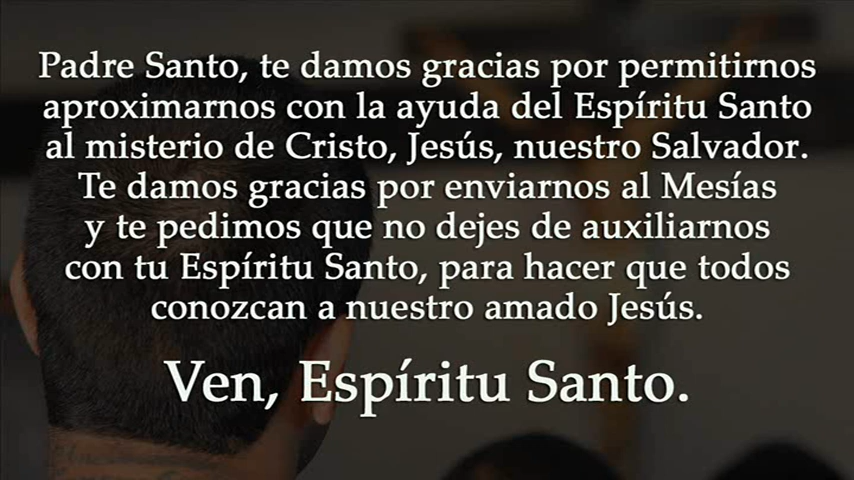 Padre Santo, te damos gracias por permitirnos
aproximarnos con la ayuda del Espíritu Santo
al misterio de Cristo, Jesús, nuestro Salvador.
Te damos gracias por enviarnos al Mesías
y te pedimos que no dejes de auxiliarnos
con tu Espíritu Santo, para hacer que todos
conozcan a nuestro amado Jesús.
Ven, Espíritu Santo.